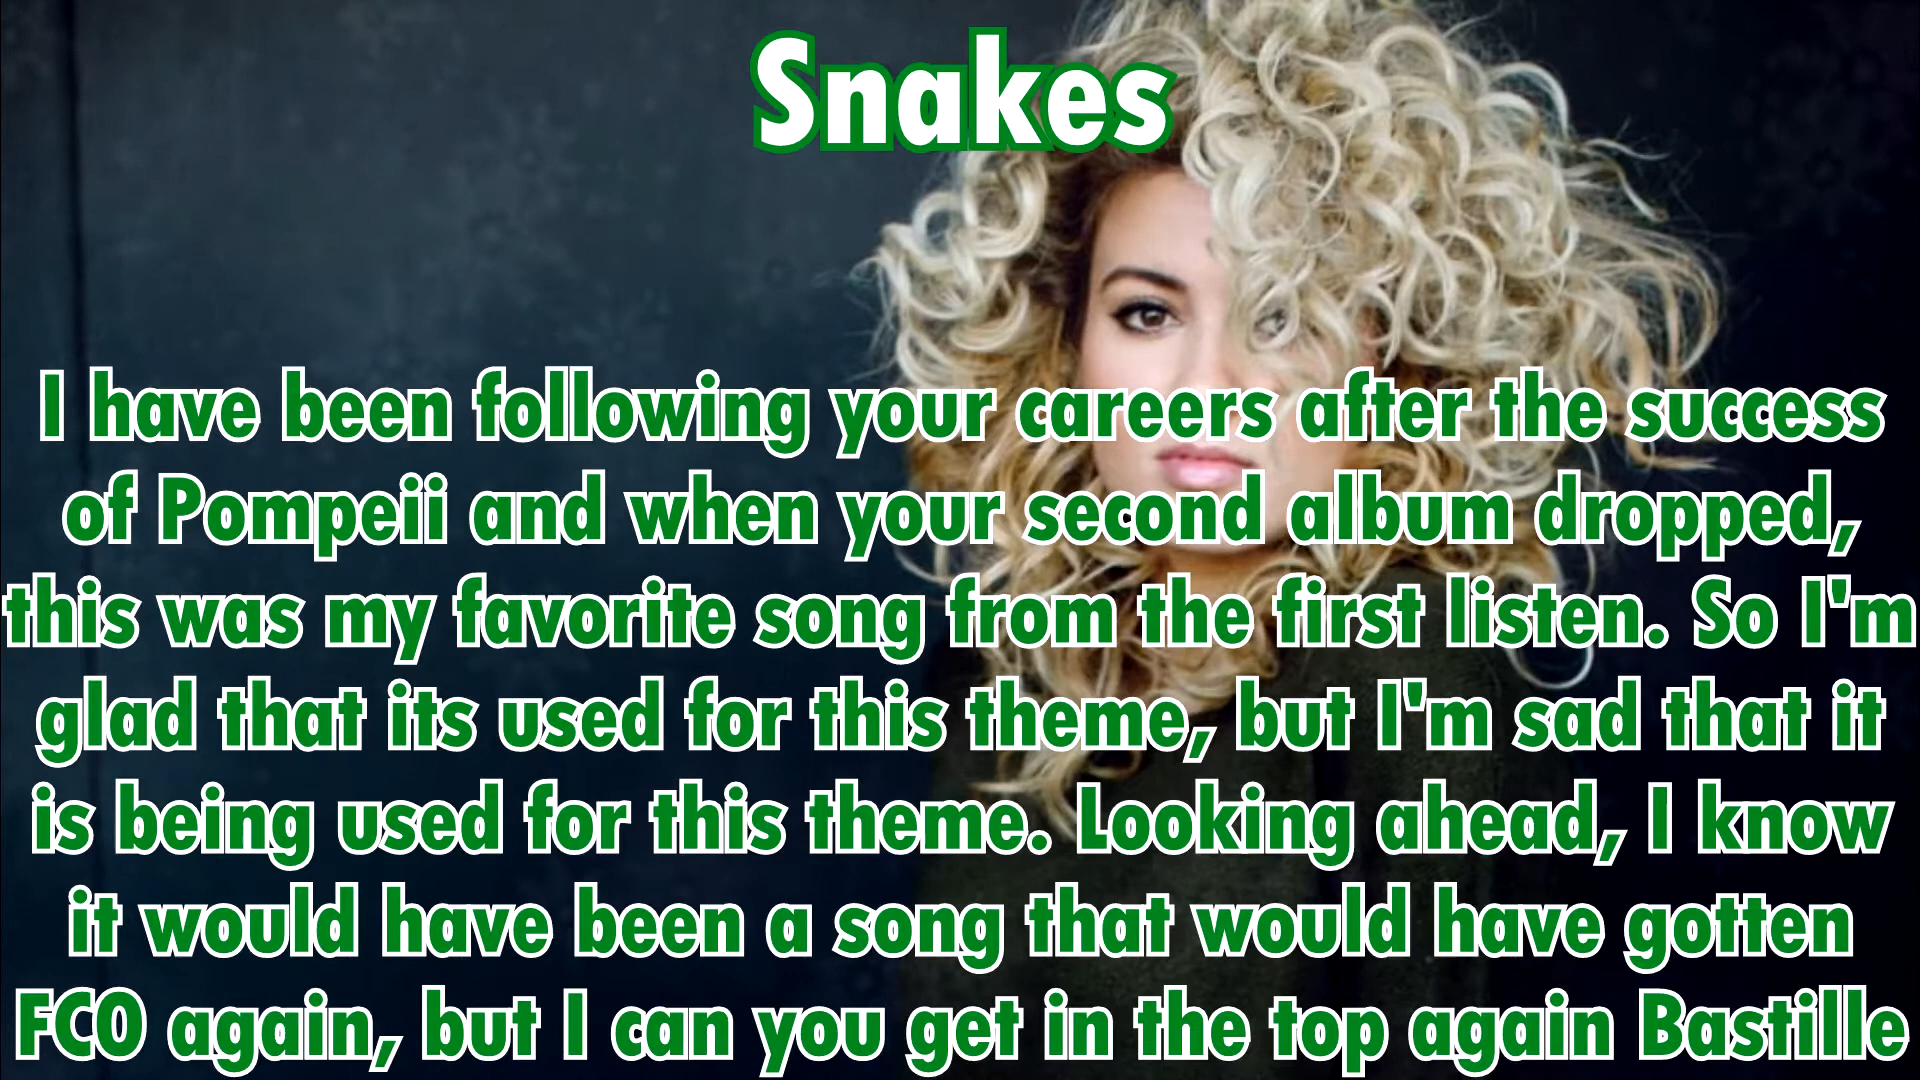 Snakes
I have been following your careers after the success
of Pompeii and when your second album dropped,
this was my favorite song from the first listen. So I'm
glad that its used for this theme, but I'm sad that it
is being used for this theme. Looking ahead, I know
it would have been a song that would have gotten
FCO again, but I can you get in the top again Bastille